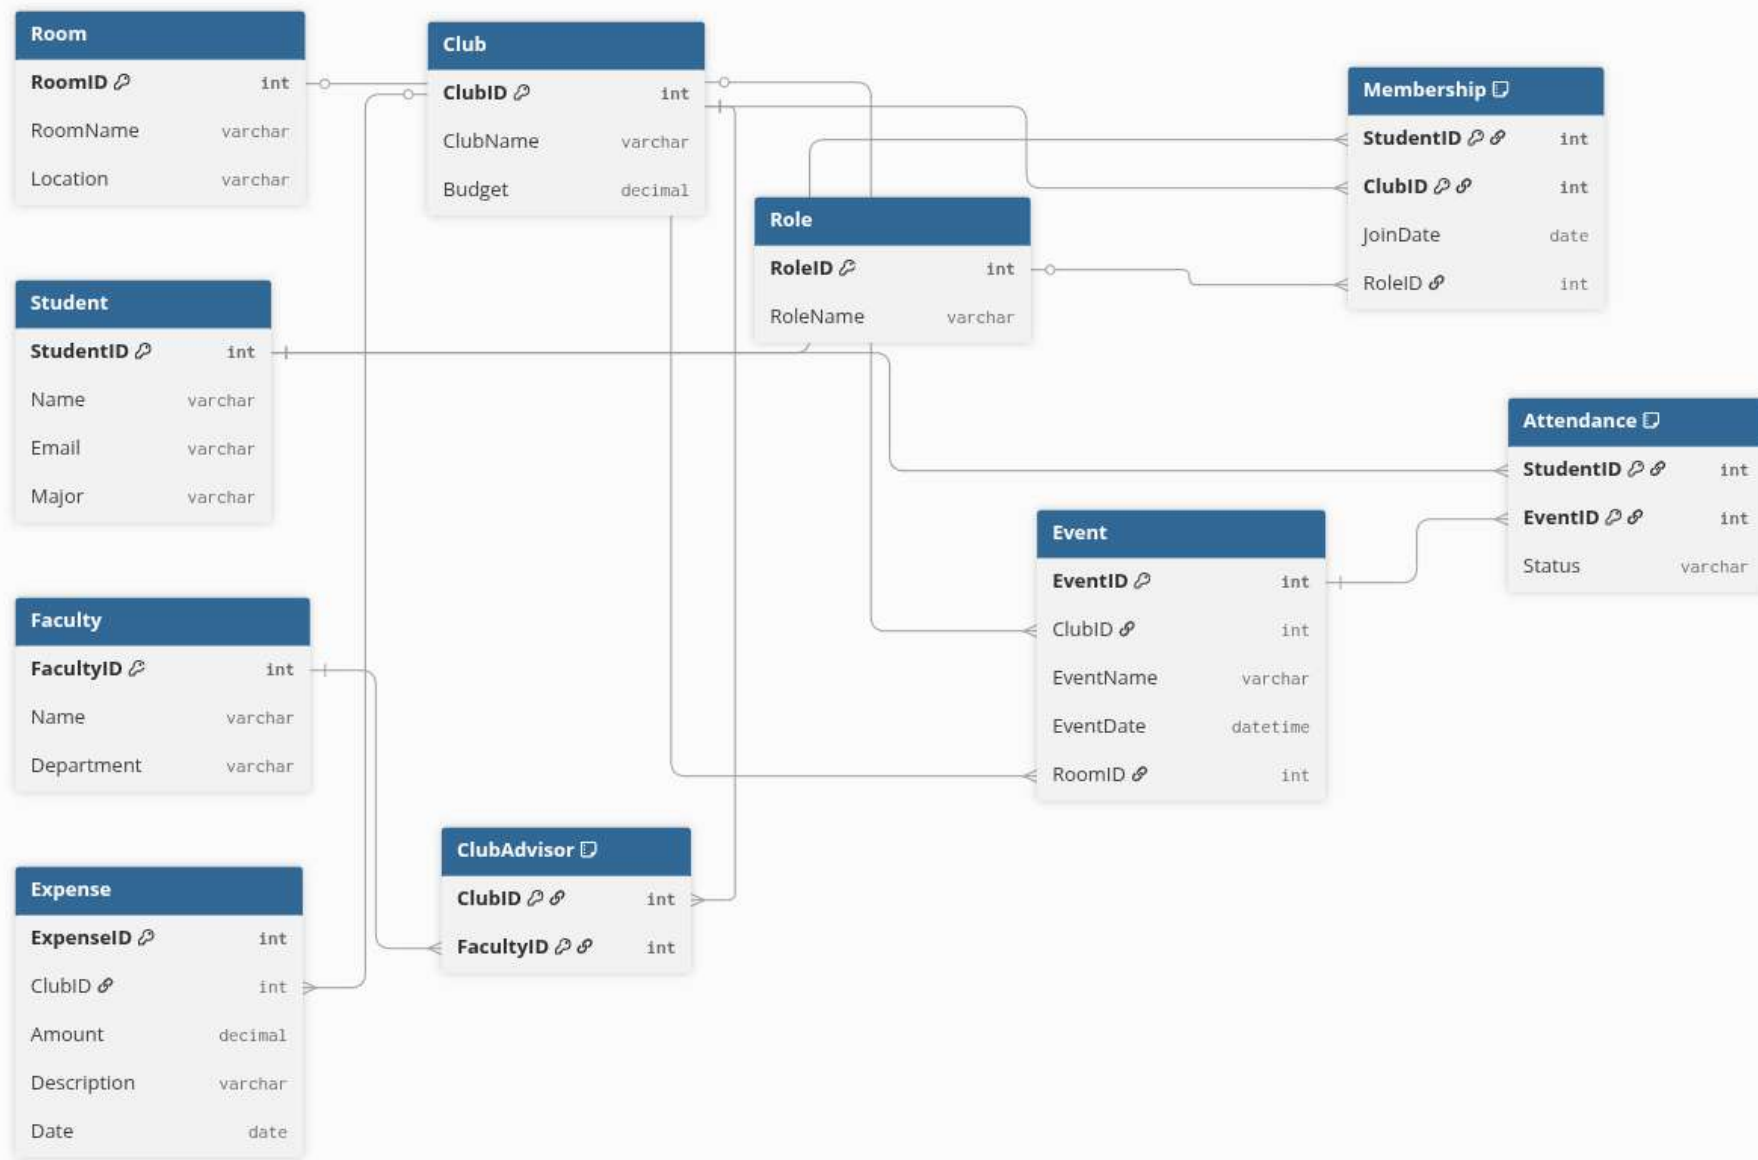 Room
RoomID int
RoomName varchar
Location varchar
Club
ClubID int
ClubName varchar
Budget decimal
Membership
StudentID int
ClubID int
JoinDate date
RoleID int
Role
RoleID int
RoleName varchar
Student
StudentID int
Name varchar
Email varchar
Major varchar
Attendance
StudentID int
EventID int
Status varchar
Event
EventID int
ClubID int
EventName varchar
EventDate datetime
RoomID int
Faculty
FacultyID int
Name varchar
Department varchar
ClubAdvisor
ClubID int
FacultyID int
Expense
ExpenseID int
ClubID int
Amount decimal
Description varchar
Date date